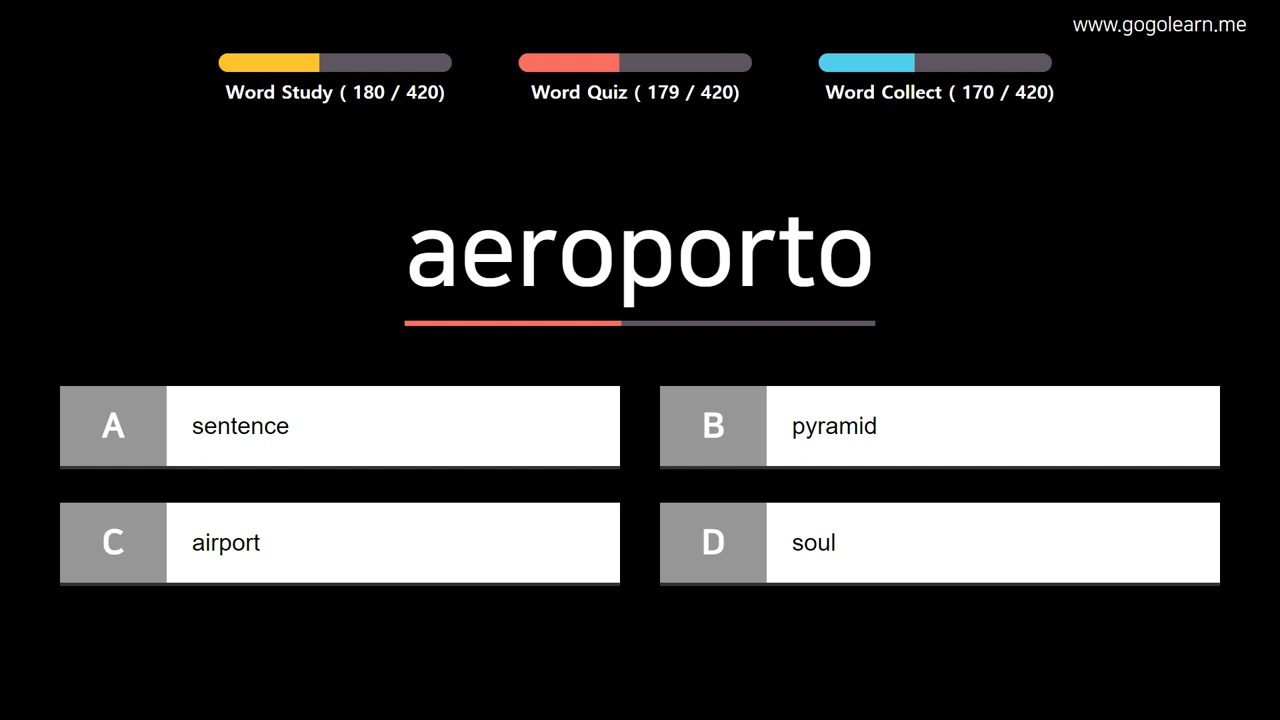 www.gogolearn.me
Word Study ( 180 / 420)
Word Quiz ( 179 / 420)
Word Collect ( 170 / 420)
aeroporto
A sentence
B pyramid
C airport
D soul